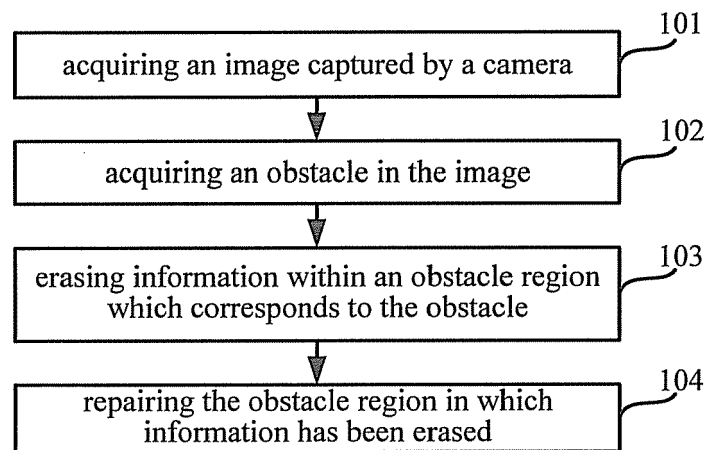 101
acquiring an image captured by a camera
102
acquiring an obstacle in the image
103
erasing information within an obstacle region
which corresponds to the obstacle
104
repairing the obstacle region in which
information has been erased